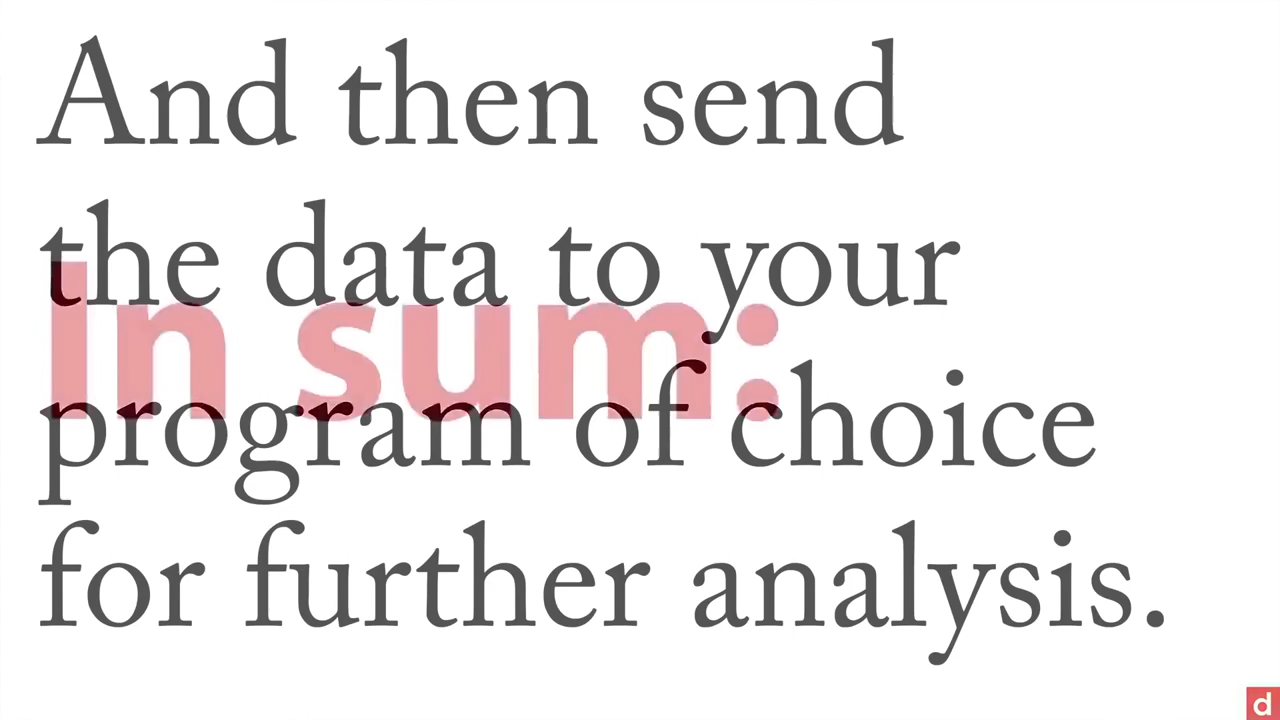 And then send
the data to your
In sum:
program of choice
for further analysis.
d